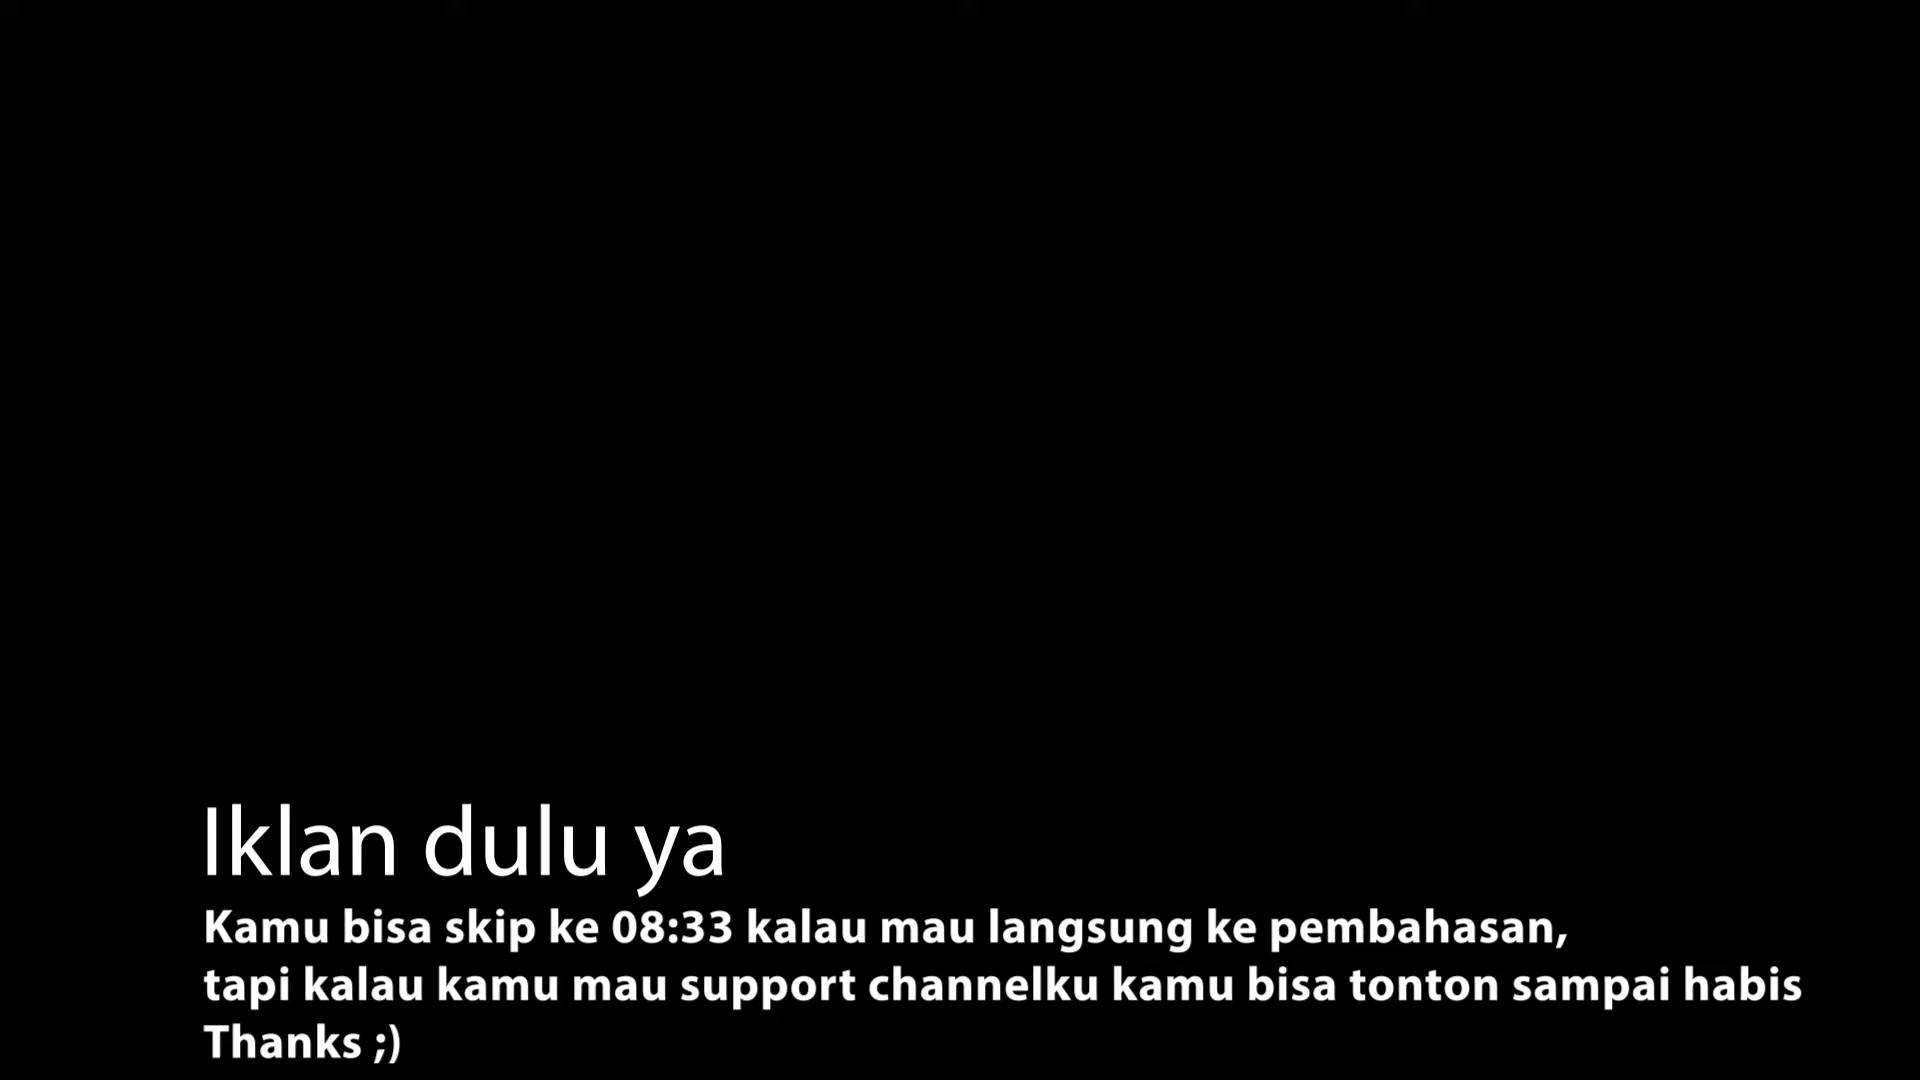 Iklan dulu ya
Kamu bisa skip ke 08:33 kalau mau langsung ke pembahasan,
tapi kalau kamu mau support channelku kamu bisa tonton sampai habis
Thanks ;)